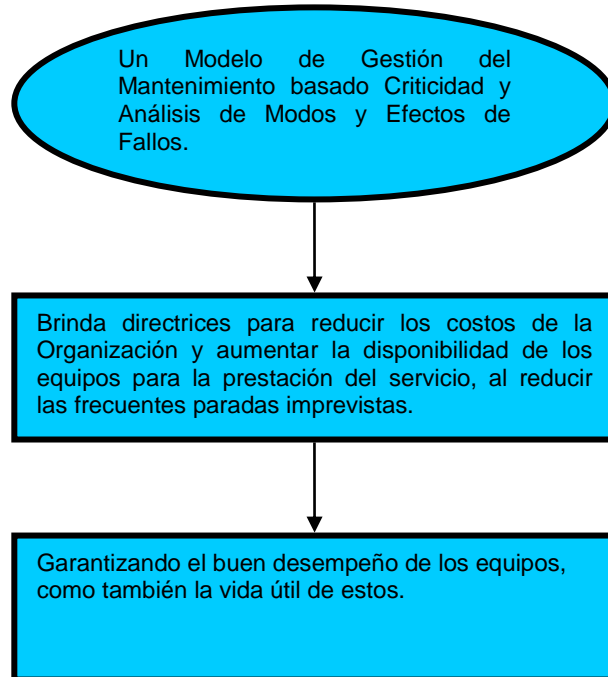 Un Modelo de Gestión del
Mantenimiento basado Criticidad y
Análisis de Modos y Efectos de
Fallos.
Brinda directrices para reducir los costos de la
Organización y aumentar la disponibilidad de los
equipos para la prestación del servicio, al reducir
las frecuentes paradas imprevistas.
Garantizando el buen desempeño de los equipos,
como también la vida útil de estos.